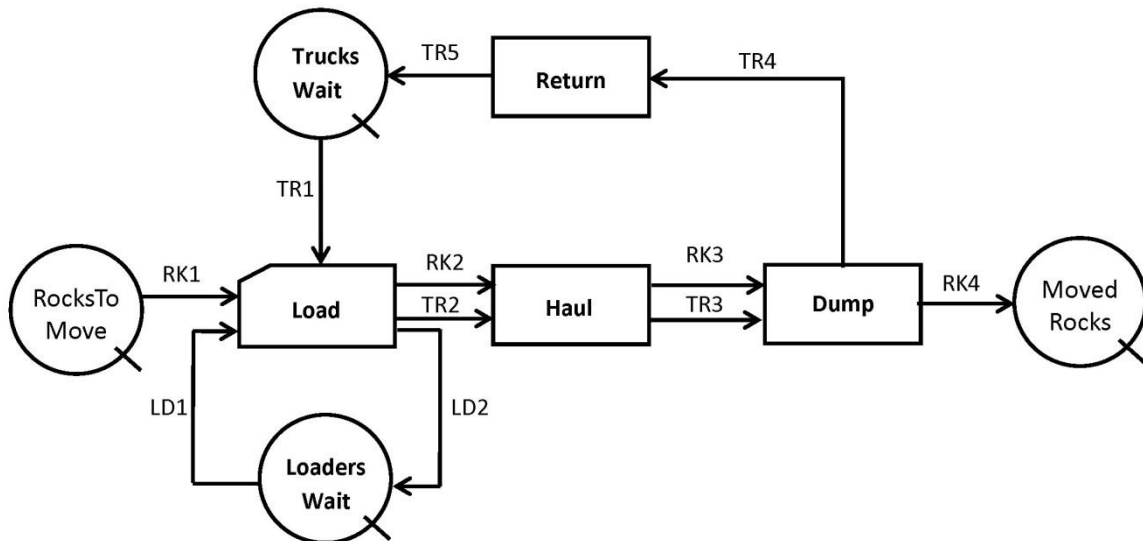 Trucks
Wait
TR5
Return
TR4
TR1
RocksTo
Move
RK1
Load
RK2
TR2
Haul
RK3
TR3
Dump
RK4
Moved
Rocks
LD1
LD2
Loaders
Wait